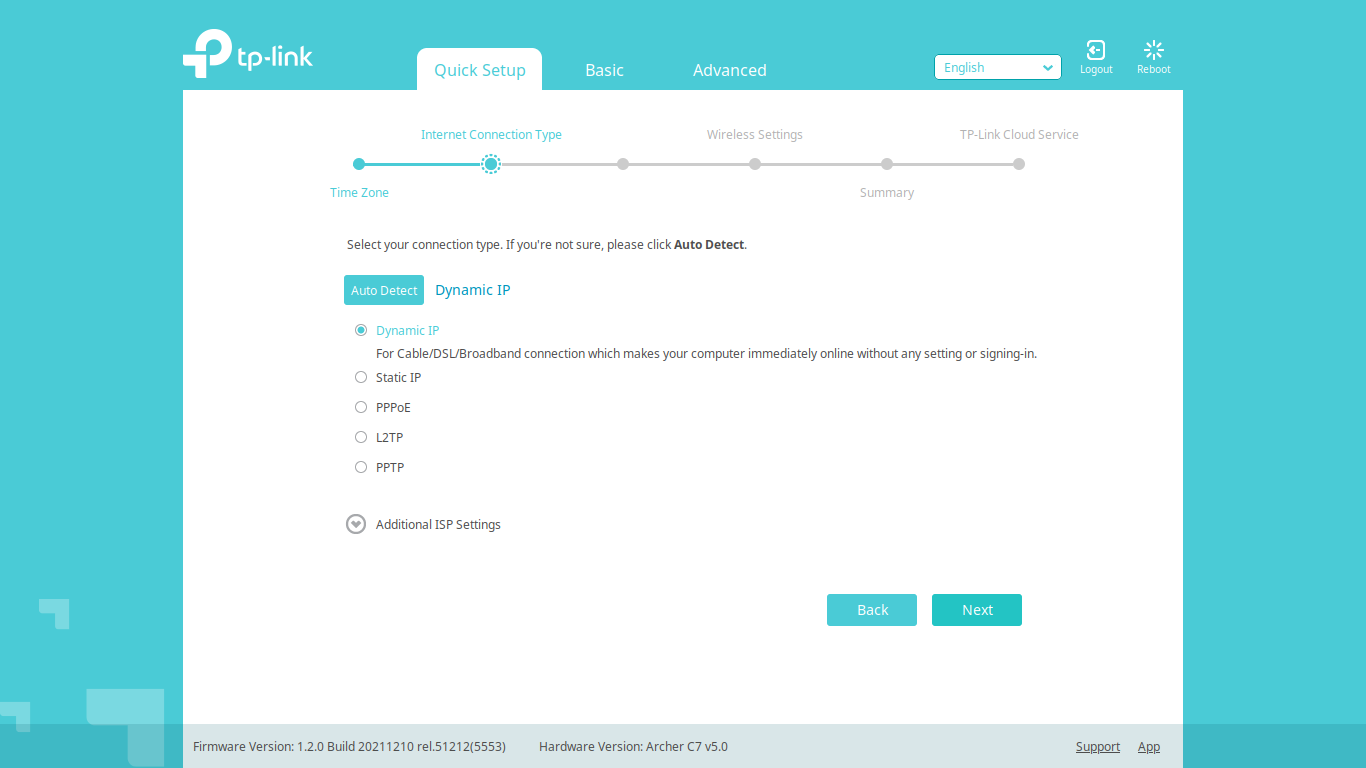 tp-link
Quick Setup
Basic
Advanced
English
Logout
Reboot
Internet Connection Type
Wireless Settings
TP-Link Cloud Service
Time Zone
Summary
Select your connection type. If you're not sure, please click Auto Detect.
Auto Detect
Dynamic IP
Dynamic IP
For Cable/DSL/Broadband connection which makes your computer immediately online without any setting or signing-in.
Static IP
PPPoE
L2TP
PPTP
Additional ISP Settings
Back
Next
Firmware Version: 1.2.0 Build 20211210 rel.51212(5553)
Hardware Version: Archer C7 v5.0
Support
App